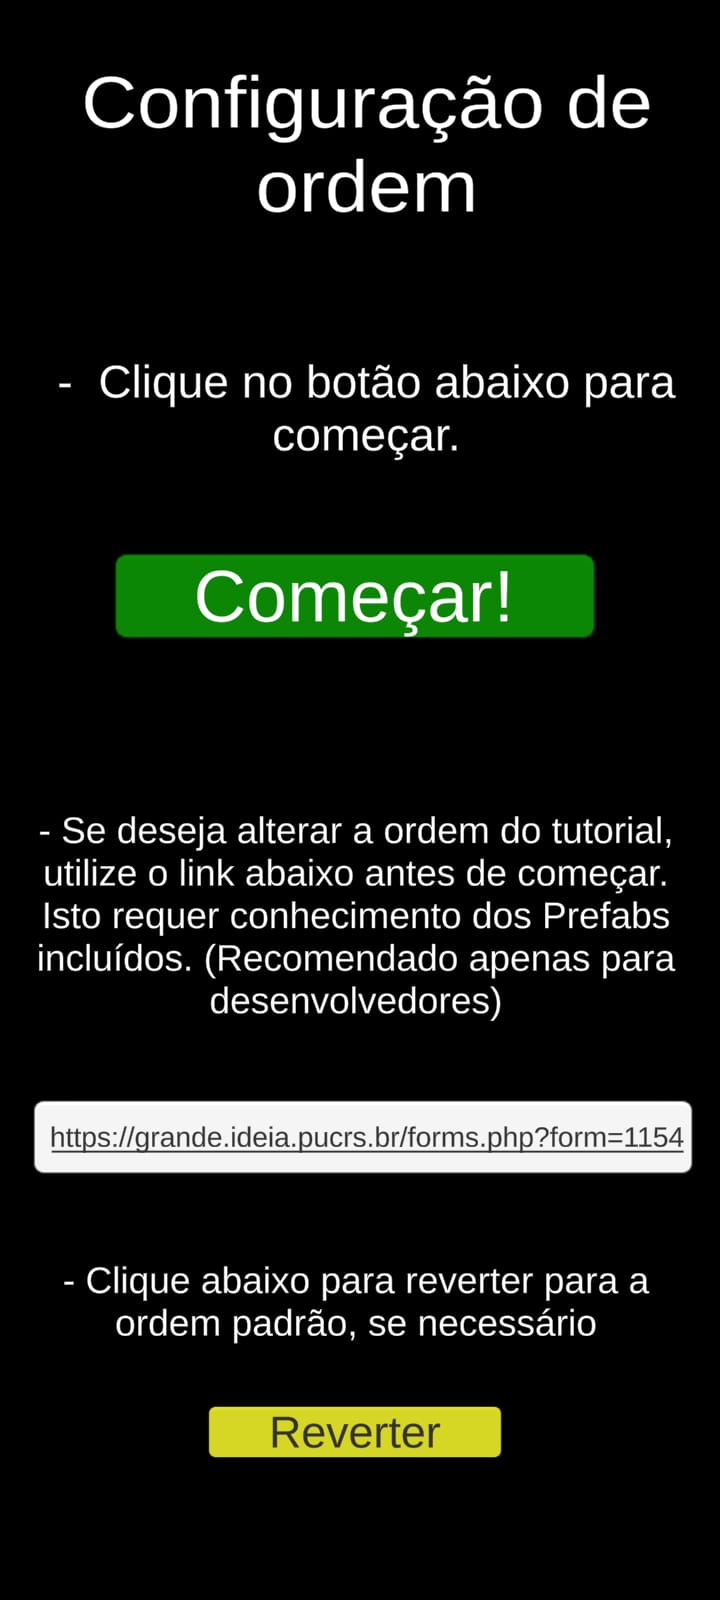 Configuração de
ordem
- Clique no botão abaixo para
começar.
Começar!
- Se deseja alterar a ordem do tutorial,
utilize o link abaixo antes de começar.
Isto requer conhecimento dos Prefabs
incluídos. (Recomendado apenas para
desenvolvedores)
https://grande.ideia.pucrs.br/forms.php?form=1154
- Clique abaixo para reverter para a
ordem padrão, se necessário
Reverter